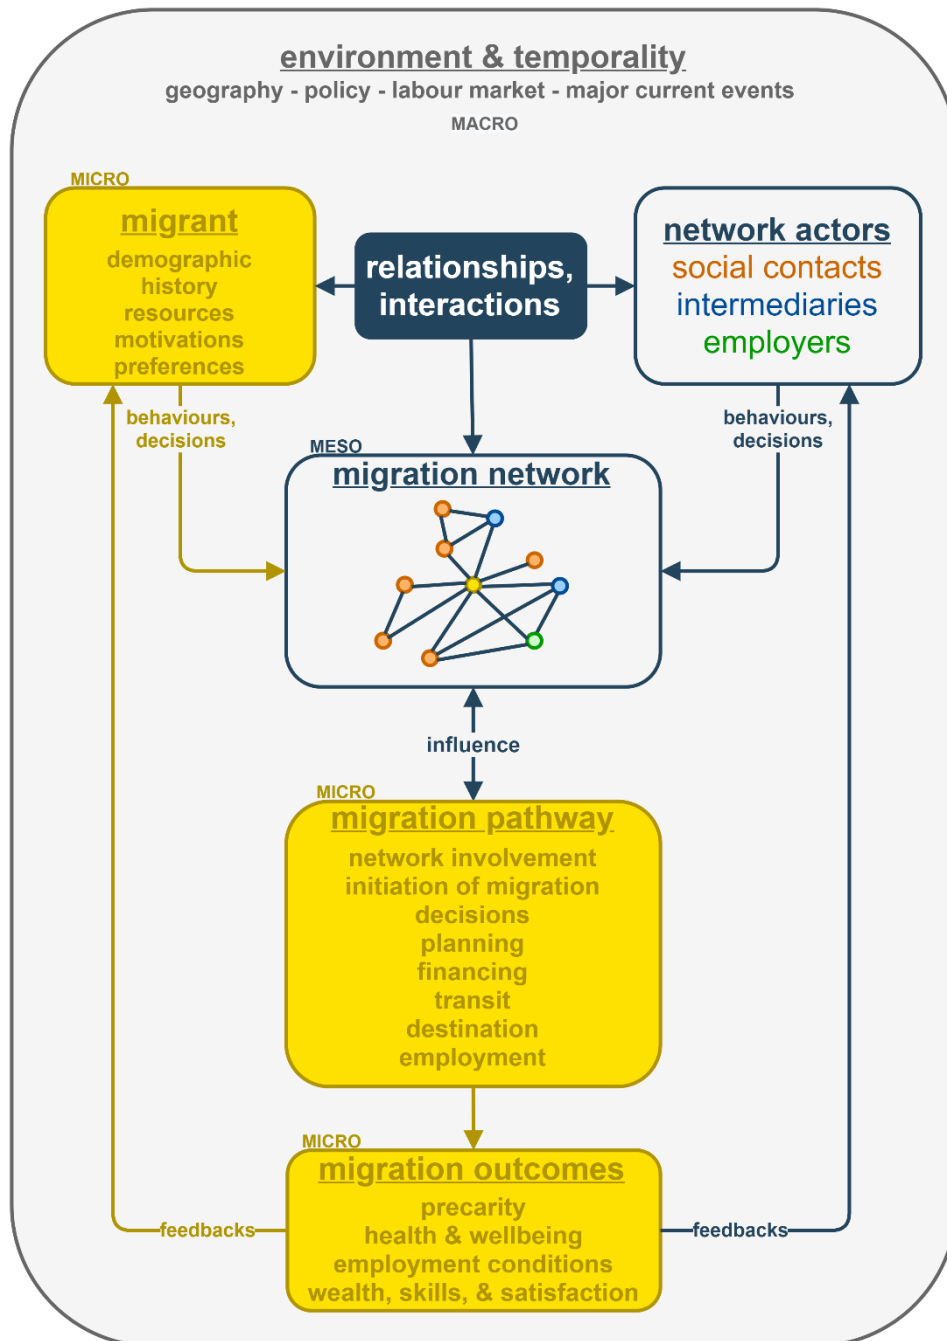 environment & temporality
geography - policy - labour market - major current events
MACRO
MICRO
migrant
demographic
history
resources
motivations
preferences
relationships,
interactions
network actors
social contacts
intermediaries
employers
behaviours,
decisions
behaviours,
decisions
MESO
migration network
influence
MICRO
migration pathway
network involvement
initiation of migration
decisions
planning
financing
transit
destination
employment
MICRO
migration outcomes
precarity
health & wellbeing
employment conditions
wealth, skills, & satisfaction
feedbacks
feedbacks